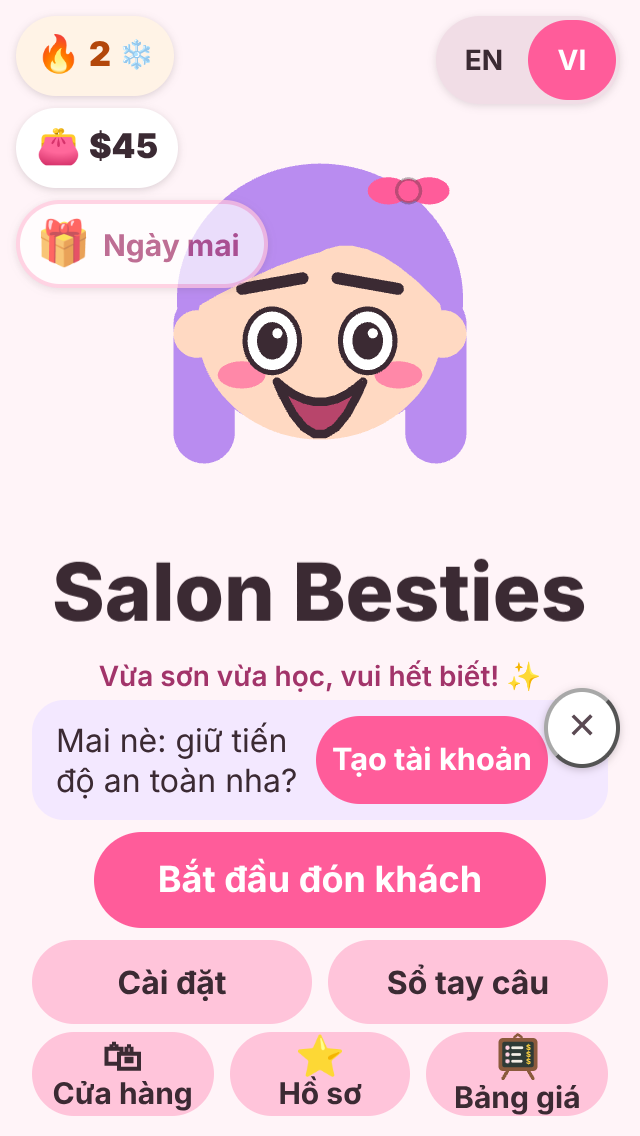 🔥 2 ❄️
EN VI
👛 $45
🎁 Ngày mai
Salon Besties
Vừa sơn vừa học, vui hết biết! ✨
Mai nè: giữ tiến
độ an toàn nha?
Tạo tài khoản
✕
Bắt đầu đón khách
Cài đặt
Sổ tay câu
🛍 Cửa hàng
⭐ Hồ sơ
Bảng giá